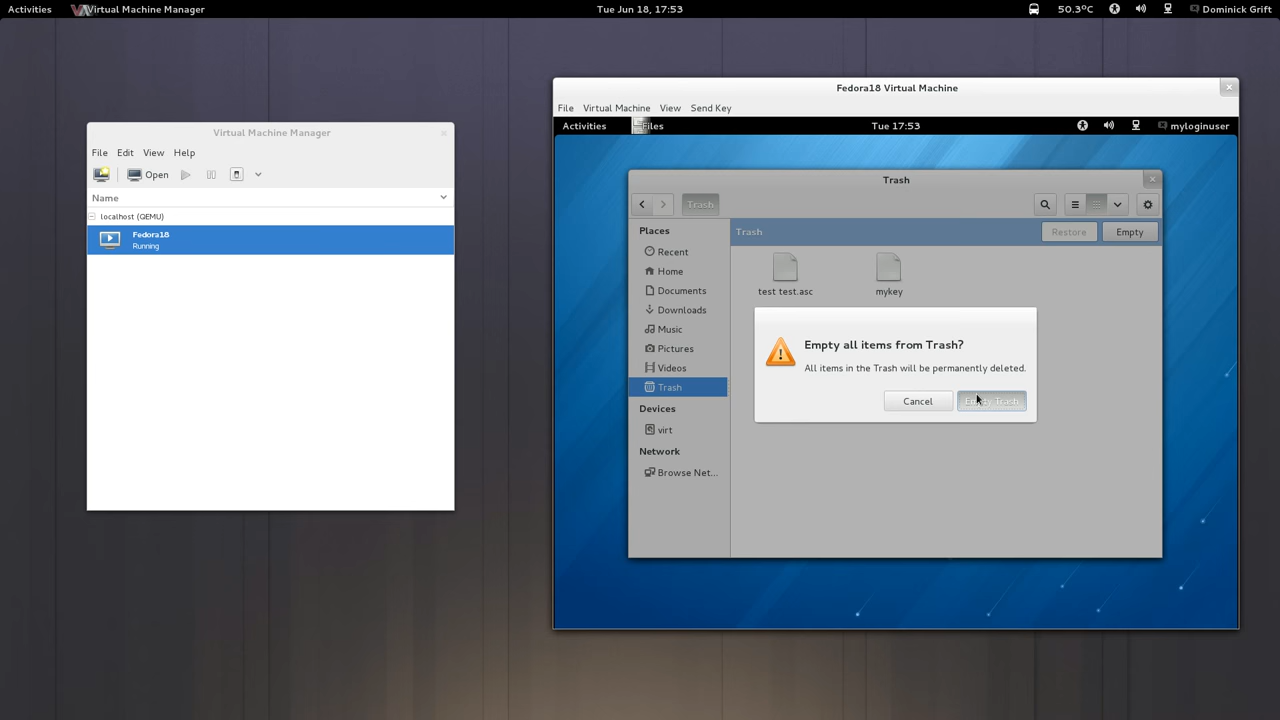 Activities Virtual Machine Manager Tue Jun 18, 17:53 50.3°C Dominick Grift
Virtual Machine Manager
File Edit View Help
Open
Name
localhost (QEMU)
Fedora18
Running
Fedora18 Virtual Machine
File Virtual Machine View Send Key
Activities Files Tue 17:53 myloginuser
Trash
Trash
Places
Recent
Home
Documents
Downloads
Music
Pictures
Videos
Trash
Devices
virt
Network
Browse Net...
Trash Restore Empty
test test.asc mykey
Empty all items from Trash?
All items in the Trash will be permanently deleted.
Cancel Empty Trash